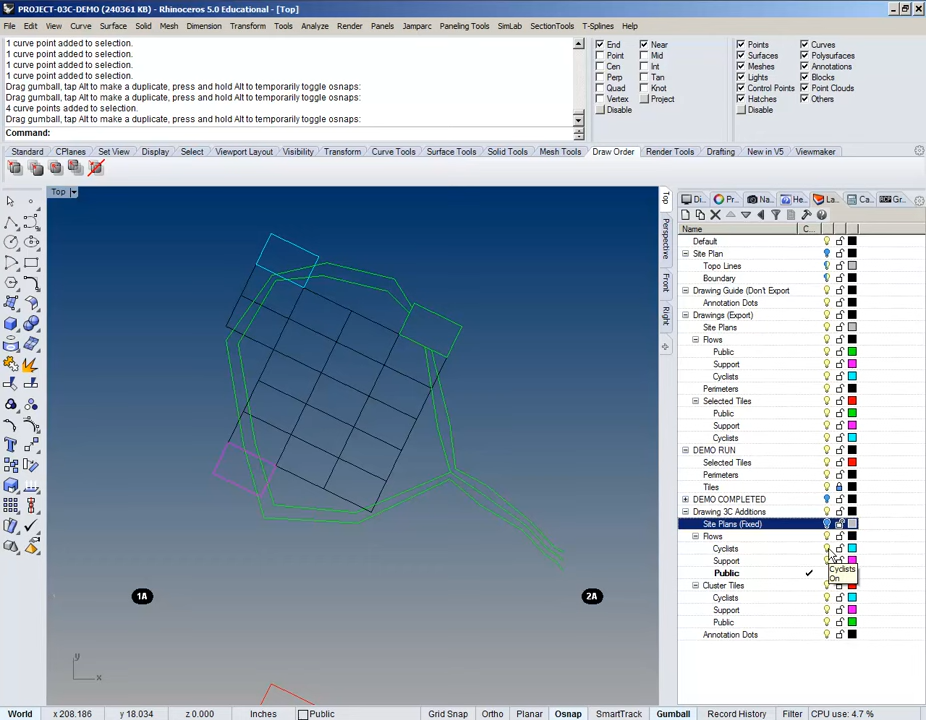 PROJECT-03C-DEMO (240361 KB) - Rhinoceros 5.0 Educational - [Top]
File Edit View Curve Surface Solid Mesh Dimension Transform Tools Analyze Render Panels Jamparc Paneling Tools SimLab SectionTools T-Splines Help
1 curve point added to selection.
1 curve point added to selection.
1 curve point added to selection.
1 curve point added to selection.
Drag gumball, tap Alt to make a duplicate, press and hold Alt to temporarily toggle osnaps:
Drag gumball, tap Alt to make a duplicate, press and hold Alt to temporarily toggle osnaps:
4 curve points added to selection.
Drag gumball, tap Alt to make a duplicate, press and hold Alt to temporarily toggle osnaps:
Command:
End Near
Point Mid
Cen Int
Perp Tan
Quad Knot
Vertex Project
Disable
Points Curves
Surfaces Polysurfaces
Meshes Annotations
Lights Blocks
Control Points Point Clouds
Hatches Others
Disable
Standard CPlanes Set View Display Select Viewport Layout Visibility Transform Curve Tools Surface Tools Solid Tools Mesh Tools Draw Order Render Tools Drafting New in V5 Viewmaker
Top
Top
Perspective
Front
Right
Di... Pr... Na... He... La... Ca... Gr...
Name C...
Default
Site Plan
Topo Lines
Boundary
Drawing Guide (Don't Export
Annotation Dots
Drawings (Export)
Site Plans
Rows
Public
Support
Cyclists
Perimeters
Selected Tiles
Public
Support
Cyclists
DEMO RUN
Selected Tiles
Perimeters
Tiles
DEMO COMPLETED
Drawing 3C Additions
Site Plans (Fixed)
Rows
Cyclists
Support
Public
Cluster Tiles
Cyclists
Support
Public
Annotation Dots
Cyclists
On
1A
2A
y
x
World x 208.186 y 18.034 z 0.000 Inches Public Grid Snap Ortho Planar Osnap SmartTrack Gumball Record History Filter CPU use: 4.7 %